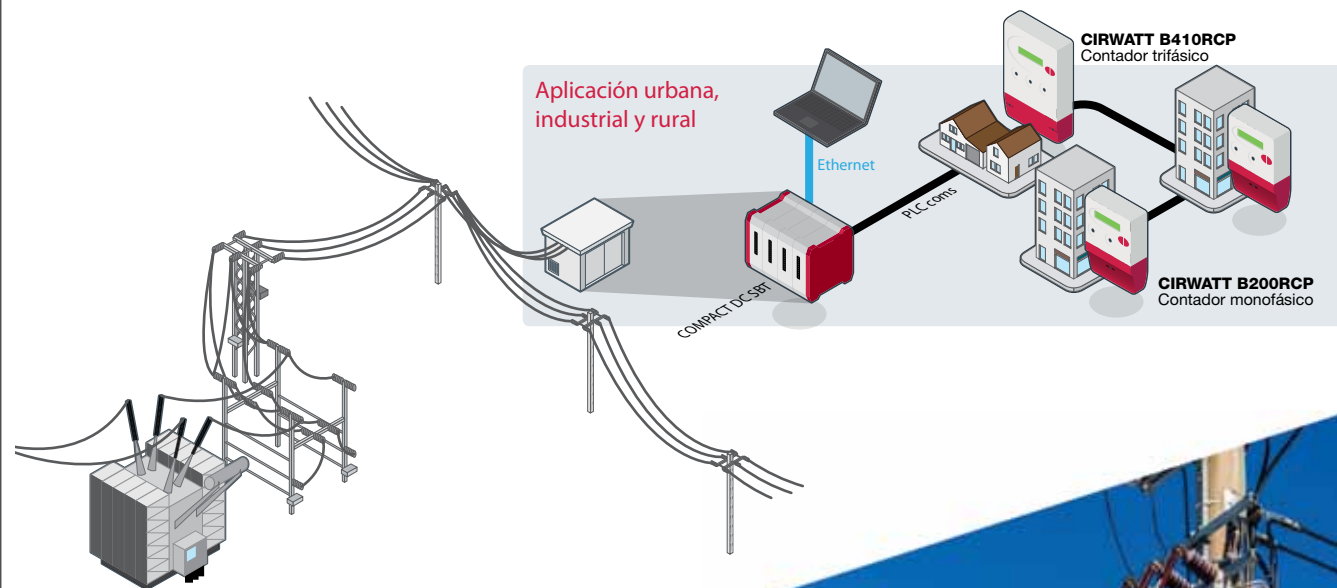 CIRWATT B410RCP
Contador trifásico
Aplicación urbana,
industrial y rural
Ethernet
PLC coms
COMPACT DC SBT
CIRWATT B200RCP
Contador monofásico